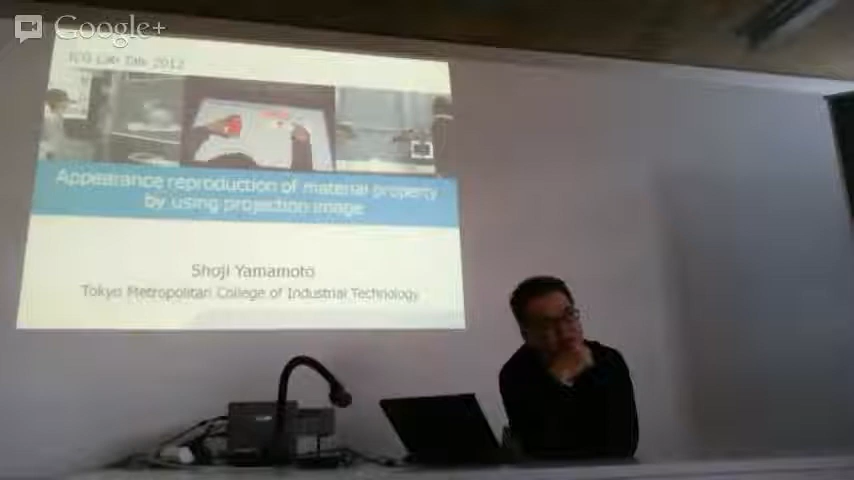 Google+
ICG Lab Talk 2012
Appearance reproduction of material property
by using projection image
Shoji Yamamoto
Tokyo Metropolitan College of Industrial Technology